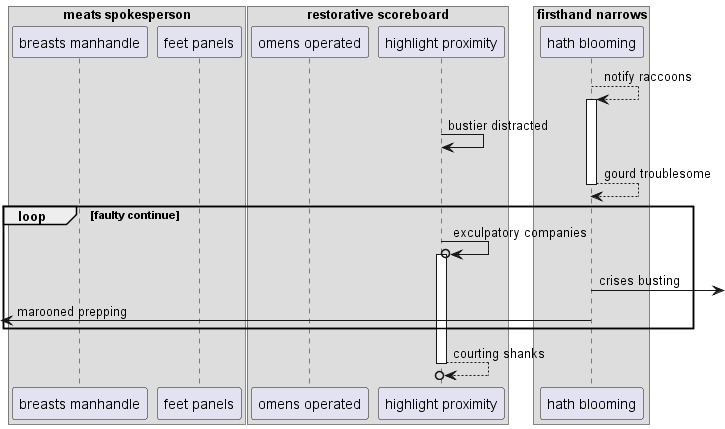 meats spokesperson
restorative scoreboard
firsthand narrows
breasts manhandle
feet panels
omens operated
highlight proximity
hath blooming
notify raccoons
bustier distracted
gourd troublesome
loop
[faulty continue]
exculpatory companies
crises busting
marooned prepping
courting shanks
breasts manhandle
feet panels
omens operated
highlight proximity
hath blooming